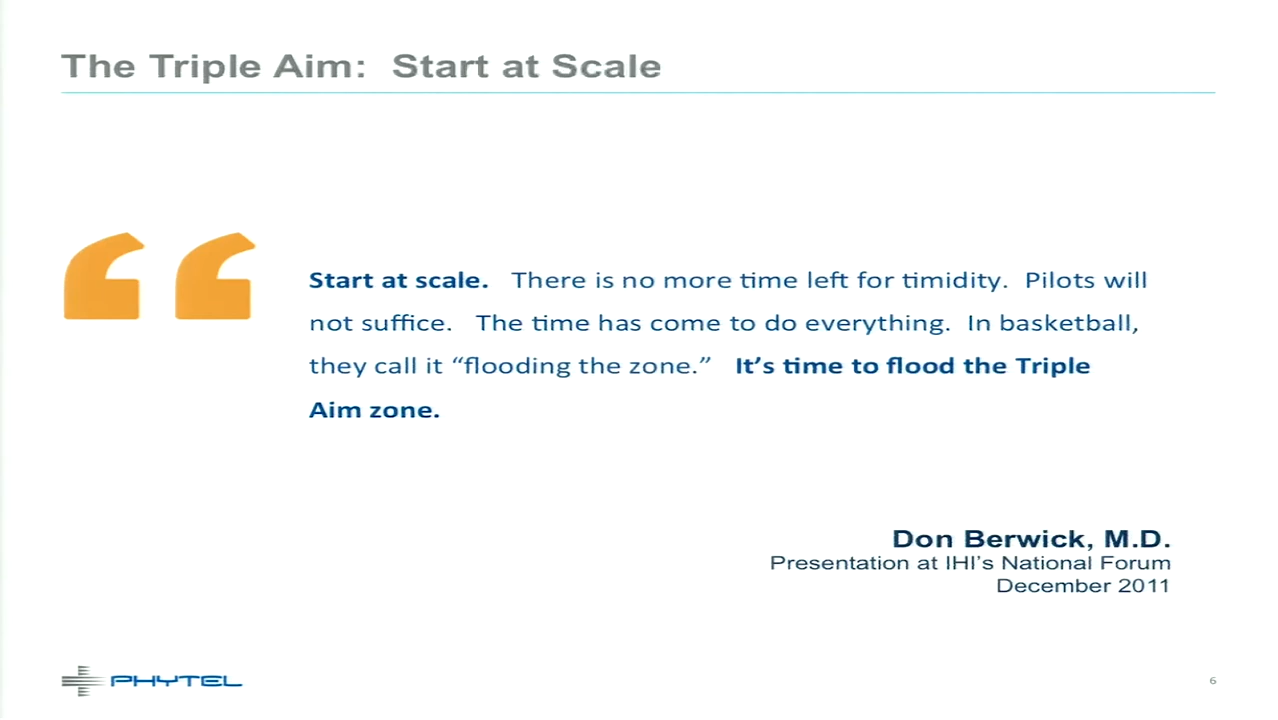 The Triple Aim: Start at Scale
Start at scale. There is no more time left for timidity. Pilots will
not suffice. The time has come to do everything. In basketball,
they call it “flooding the zone.” It’s time to flood the Triple
Aim zone.
Don Berwick, M.D.
Presentation at IHI’s National Forum
December 2011
PHYTEL
6